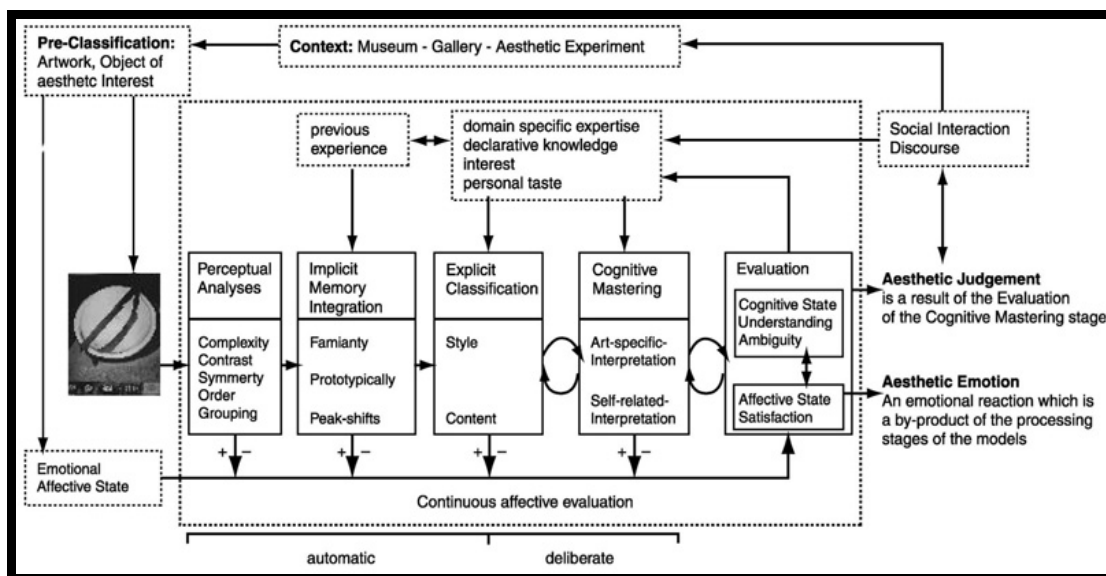 Pre-Classification:
Artwork, Object of
aesthetc Interest
Context: Museum - Gallery - Aesthetic Experiment
previous
experience
domain specific expertise
declarative knowledge
interest
personal taste
Social Interaction
Discourse
Perceptual
Analyses
Complexity
Contrast
Symmerty
Order
Grouping
Implicit
Memory
Integration
Famianty
Prototypically
Peak-shifts
Explicit
Classification
Style
Content
Cognitive
Mastering
Art-specific-
Interpretation
Self-related-
Interpretation
Evaluation
Cognitive State
Understanding
Ambiguity
Affective State
Satisfaction
Aesthetic Judgement
is a result of the Evaluation
of the Cognitive Mastering stage
Aesthetic Emotion
An emotional reaction which is
a by-product of the processing
stages of the models
Emotional
Affective State
+ − + − + − + −
Continuous affective evaluation
automatic deliberate